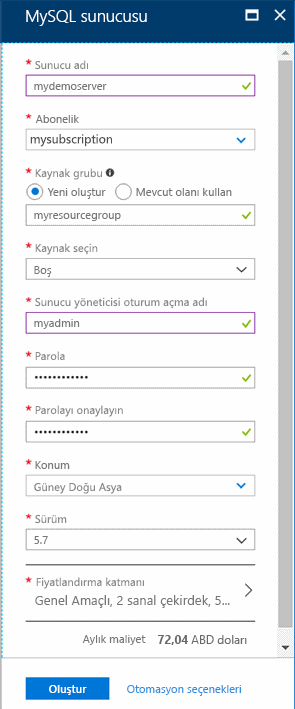 MySQL sunucusu
* Sunucu adı
mydemoserver
* Abonelik
mysubscription
* Kaynak grubu
Yeni oluştur Mevcut olanı kullan
myresourcegroup
* Kaynak seçin
Boş
* Sunucu yöneticisi oturum açma adı
myadmin
* Parola
••••••••••••
* Parolayı onaylayın
••••••••••••
* Konum
Güney Doğu Asya
* Sürüm
5.7
* Fiyatlandırma katmanı
Genel Amaçlı, 2 sanal çekirdek, 5...
Aylık maliyet 72,04 ABD doları
Oluştur Otomasyon seçenekleri